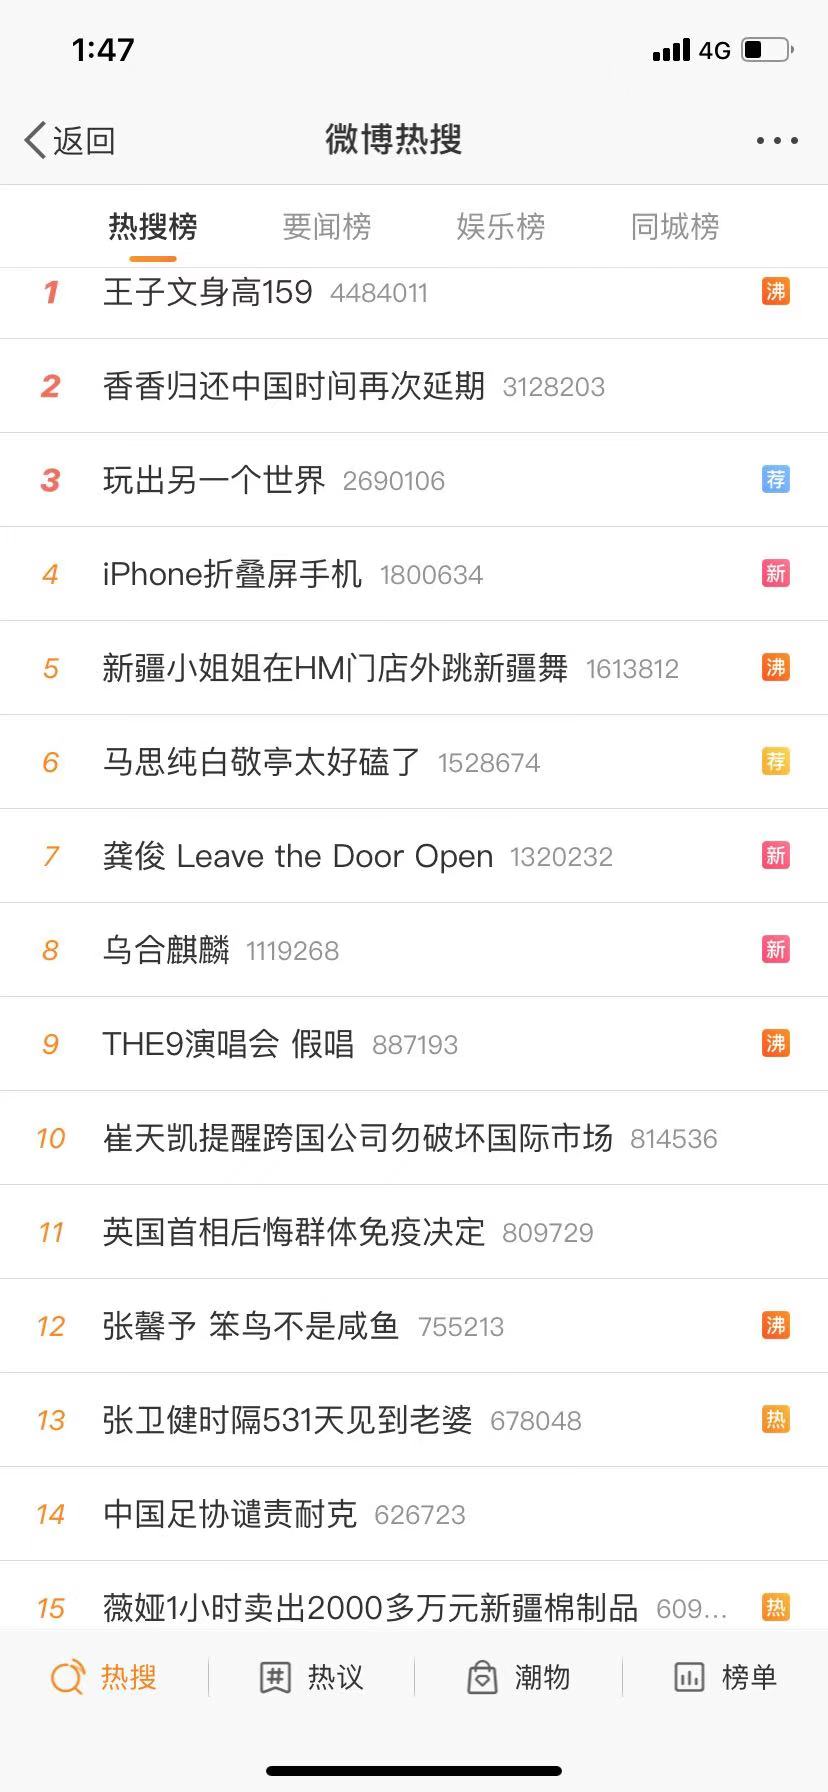 1:47 4G
返回 微博热搜
热搜榜 要闻榜 娱乐榜 同城榜
1 王子文身高159 4484011 沸
2 香香归还中国时间再次延期 3128203
3 玩出另一个世界 2690106 荐
4 iPhone折叠屏手机 1800634 新
5 新疆小姐姐在HM门店外跳新疆舞 1613812 沸
6 马思纯白敬亭太好磕了 1528674 荐
7 龚俊 Leave the Door Open 1320232 新
8 乌合麒麟 1119268 新
9 THE9演唱会 假唱 887193 沸
10 崔天凯提醒跨国公司勿破坏国际市场 814536
11 英国首相后悔群体免疫决定 809729
12 张馨予 笨鸟不是咸鱼 755213 沸
13 张卫健时隔531天见到老婆 678048 热
14 中国足协谴责耐克 626723
15 薇娅1小时卖出2000多万元新疆棉制品 609... 热
热搜 热议 潮物 榜单